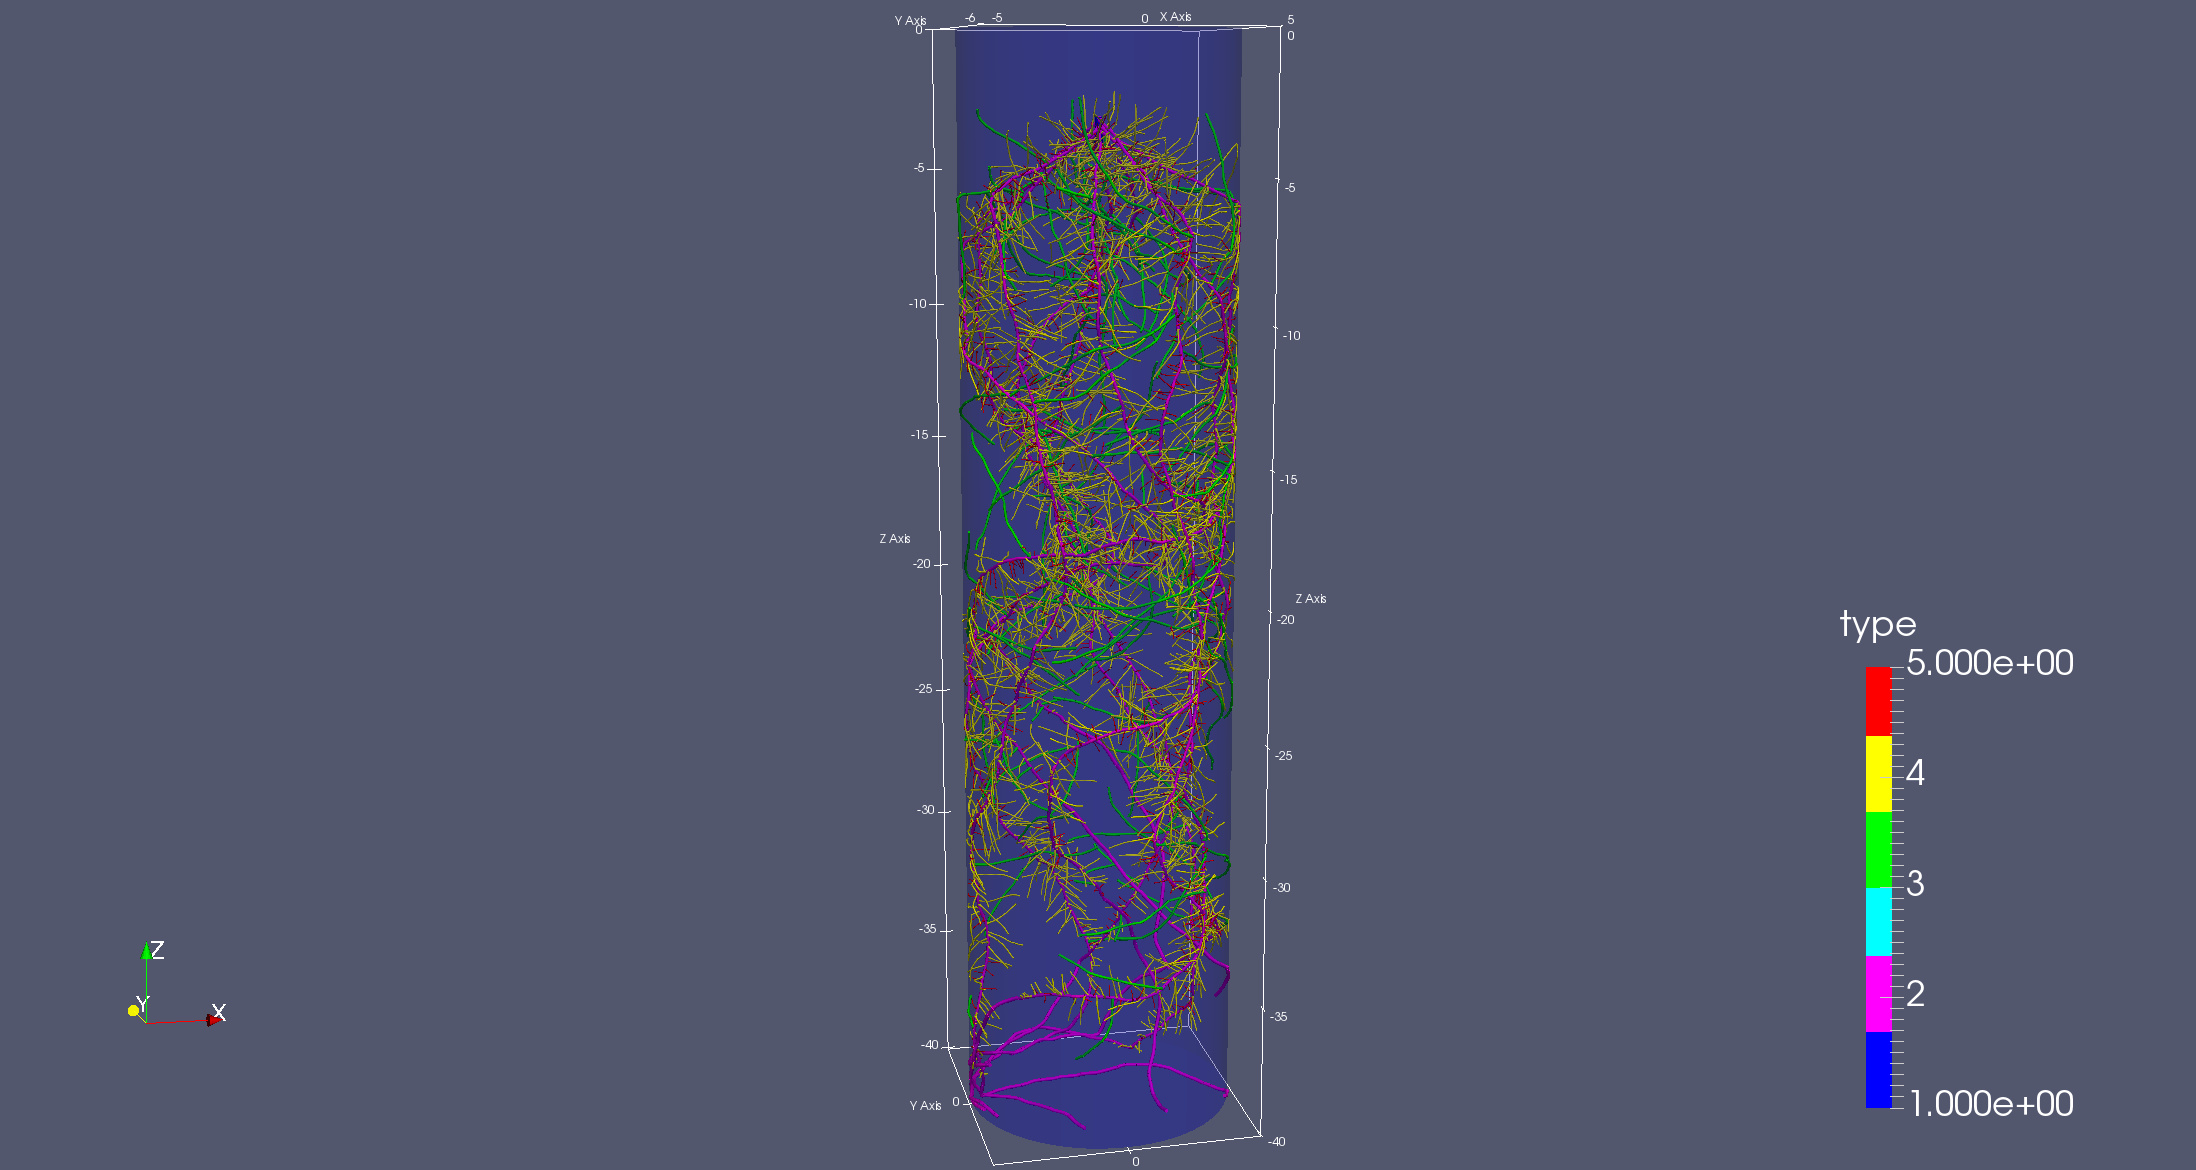 Y Axis -6 -5 0 X Axis 5
0 0
-5 -5
-10 -10
-15 -15
Z Axis Z Axis
-20 -20
-25 -25
-30 -30
-35 -35
-40 -40
Y Axis 0
0
type
5.000e+00
4
3
2
1.000e+00
Z
Y X